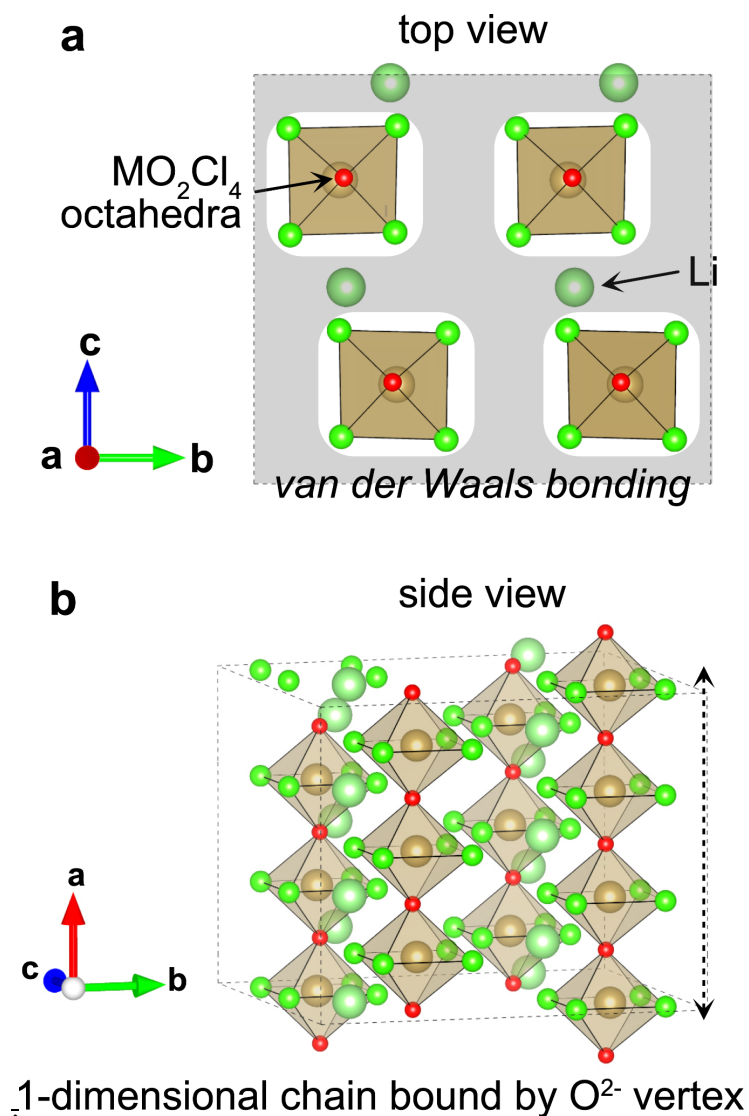 a
top view
MO₂Cl₄
octahedra
Li
c
a
b
van der Waals bonding
b
side view
a
c
b
1-dimensional chain bound by O²⁻ vertex